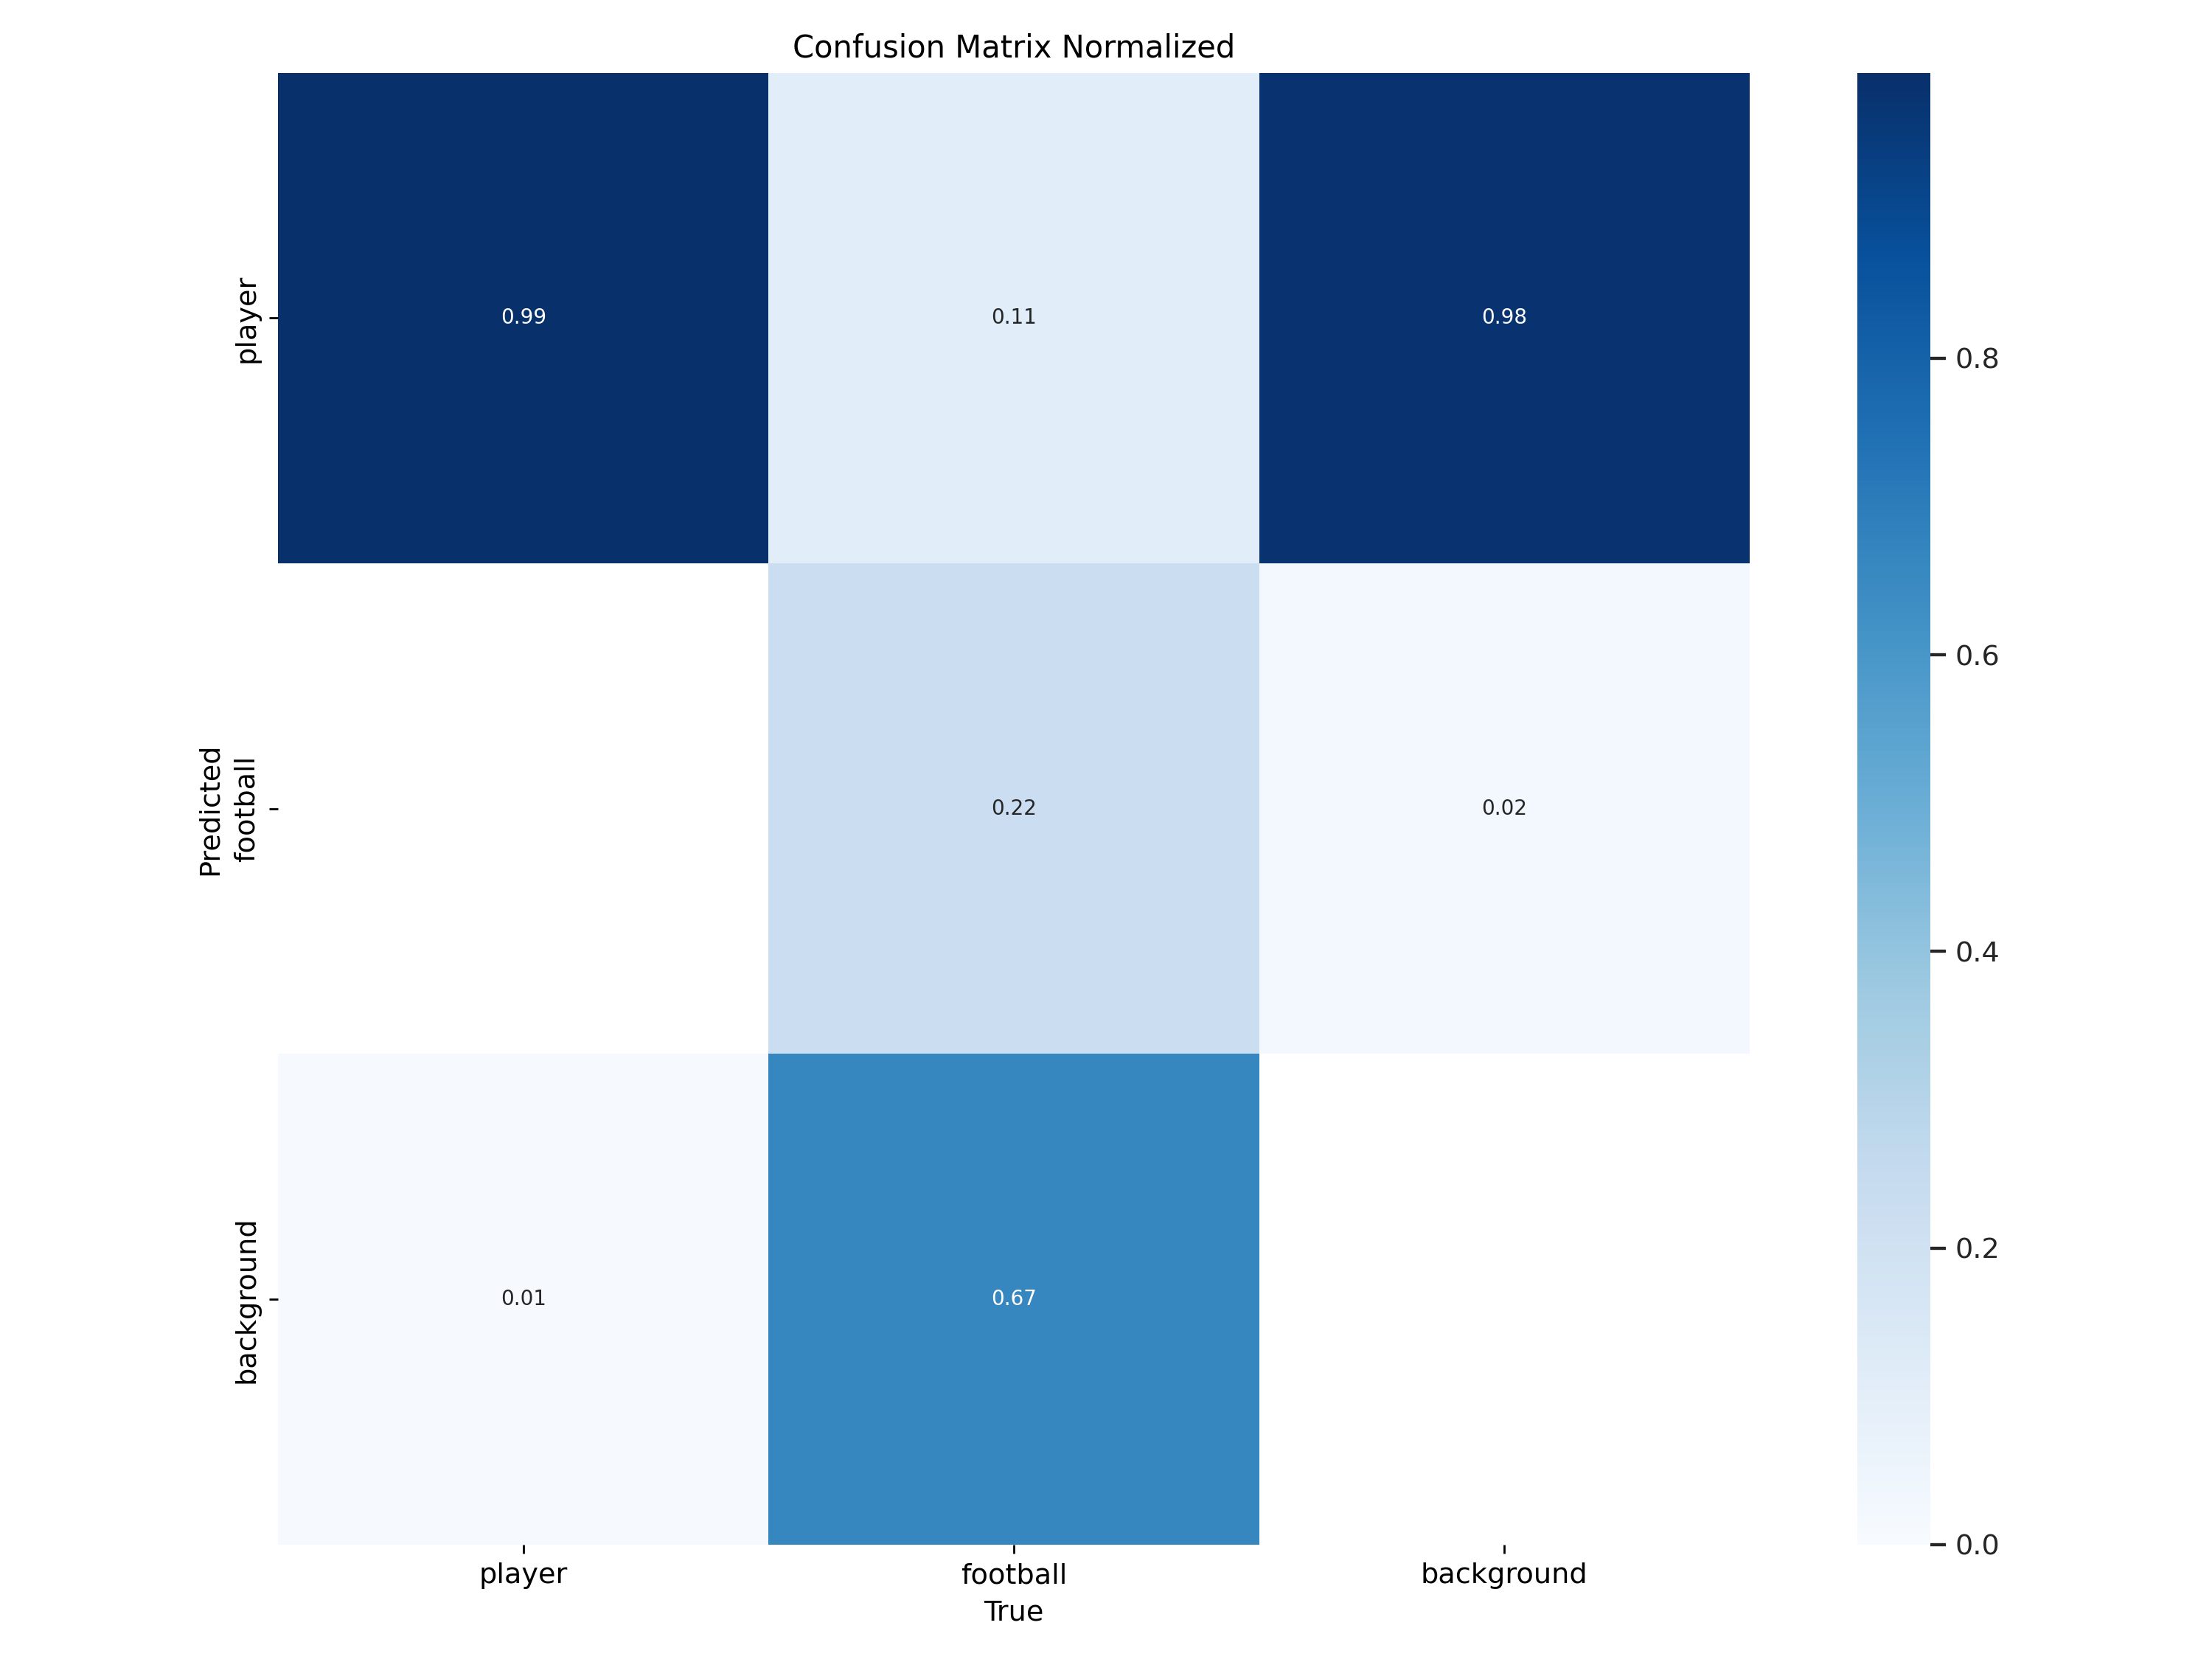 Confusion Matrix Normalized
player
0.99
0.11
0.98
0.8
0.6
Predicted
football
0.22
0.02
0.4
0.2
background
0.01
0.67
0.0
player
football
background
True